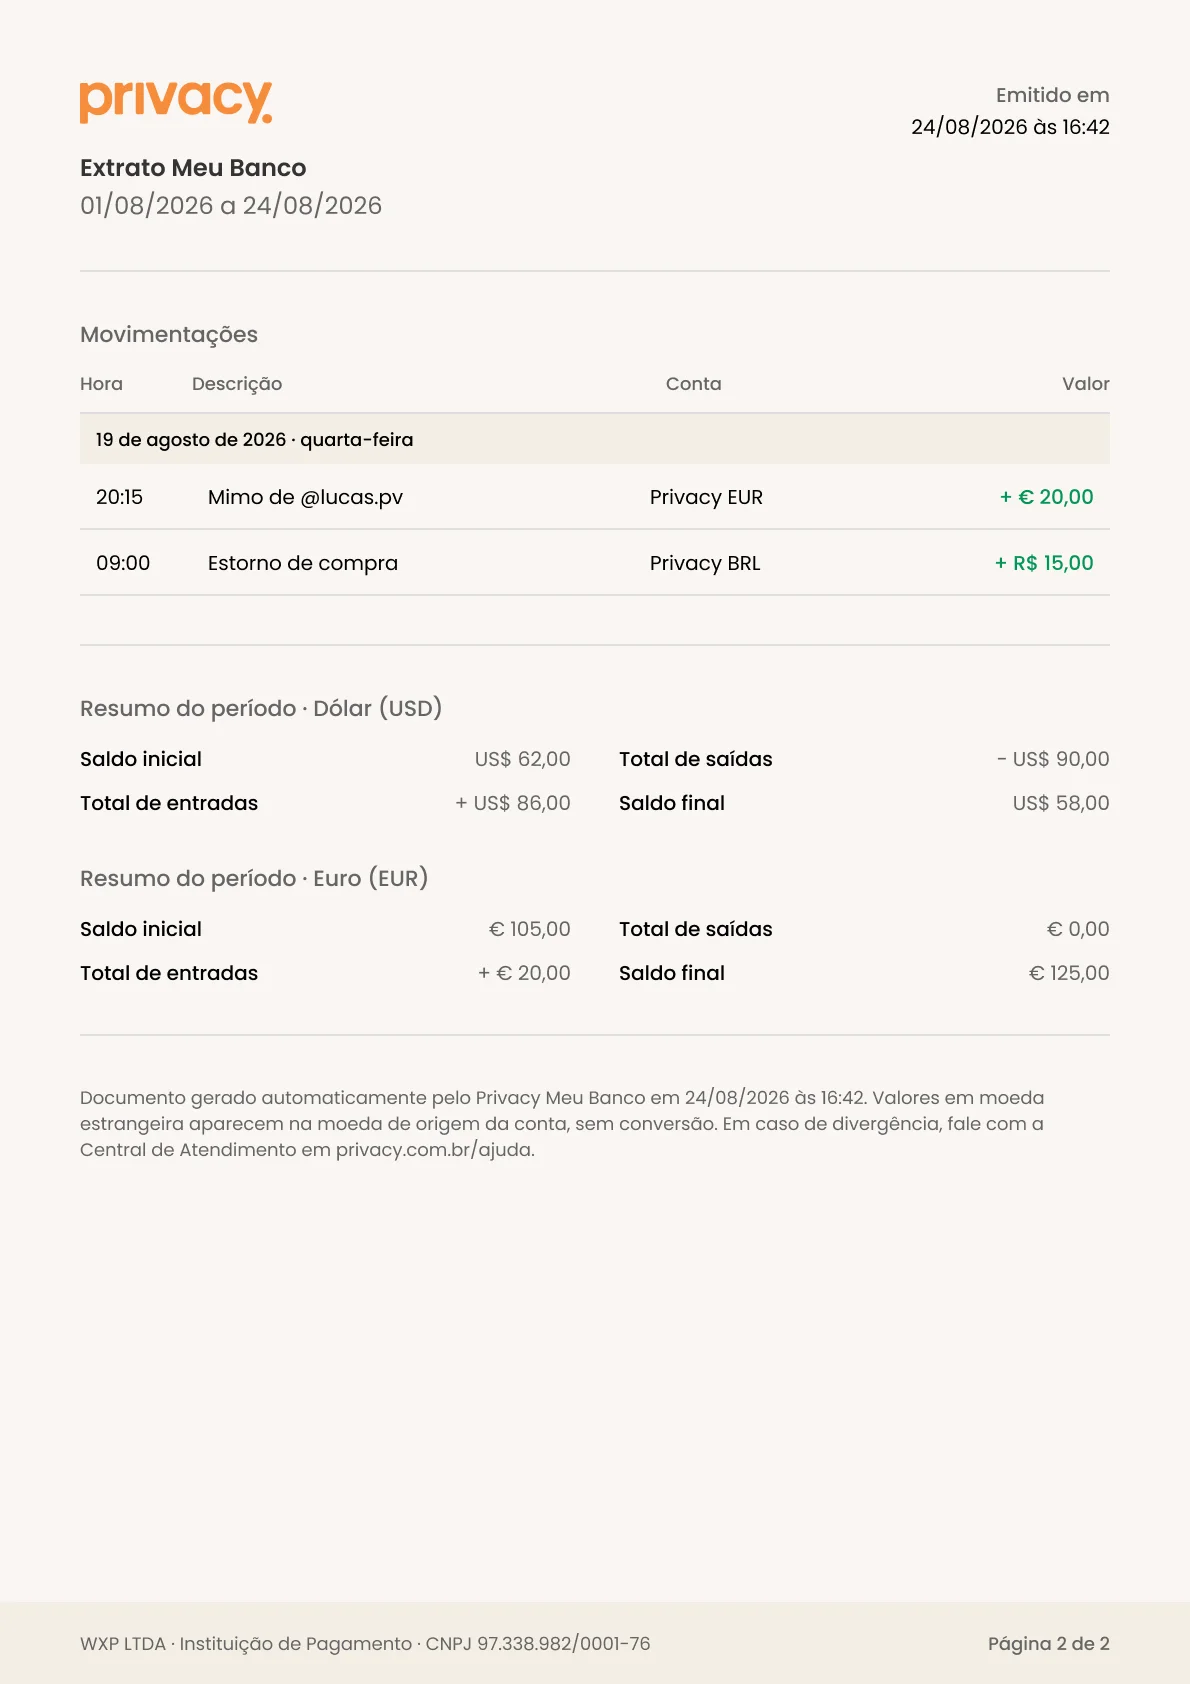 privacy.
Emitido em
24/08/2026 às 16:42
Extrato Meu Banco
01/08/2026 a 24/08/2026
Movimentações
Hora Descrição Conta Valor
19 de agosto de 2026 · quarta-feira
20:15 Mimo de @lucas.pv Privacy EUR + € 20,00
09:00 Estorno de compra Privacy BRL + R$ 15,00
Resumo do período · Dólar (USD)
Saldo inicial US$ 62,00 Total de saídas - US$ 90,00
Total de entradas + US$ 86,00 Saldo final US$ 58,00
Resumo do período · Euro (EUR)
Saldo inicial € 105,00 Total de saídas € 0,00
Total de entradas + € 20,00 Saldo final € 125,00
Documento gerado automaticamente pelo Privacy Meu Banco em 24/08/2026 às 16:42. Valores em moeda
estrangeira aparecem na moeda de origem da conta, sem conversão. Em caso de divergência, fale com a
Central de Atendimento em privacy.com.br/ajuda.
WXP LTDA · Instituição de Pagamento · CNPJ 97.338.982/0001-76 Página 2 de 2